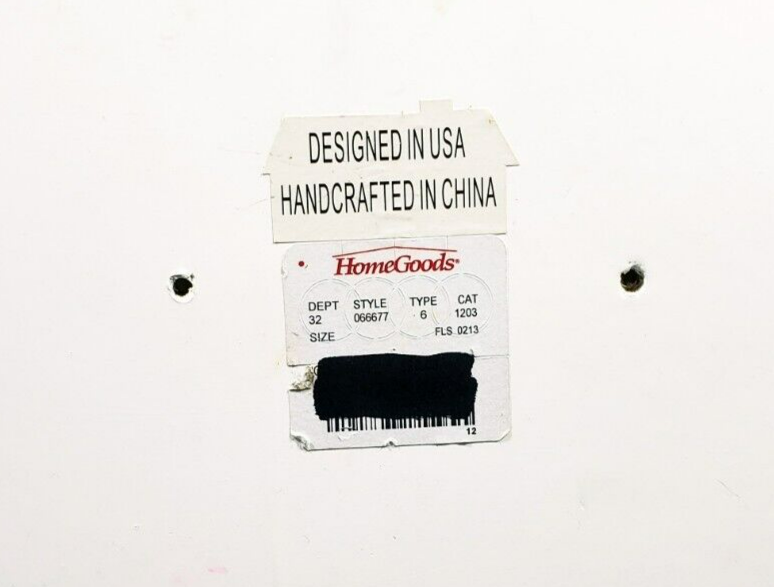 DESIGNED IN USA
HANDCRAFTED IN CHINA
HomeGoods
DEPT STYLE TYPE CAT
32 066677 6 1203
SIZE FLS 0213
12